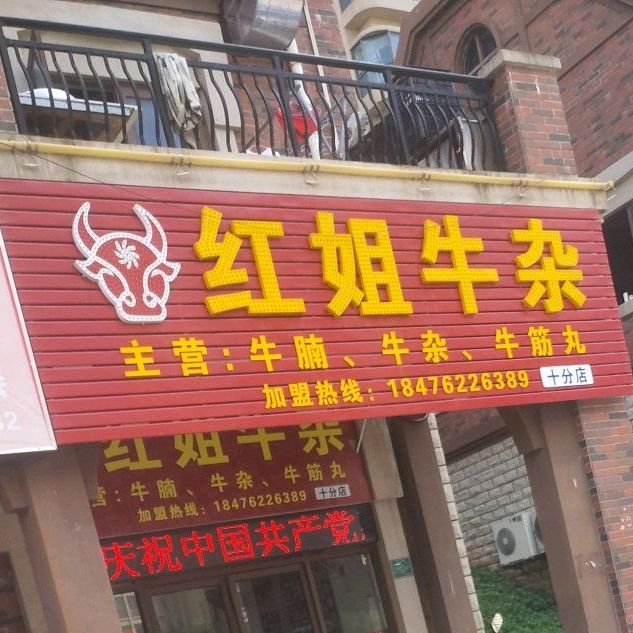 红姐牛杂
主营：牛腩、牛杂、牛筋丸
加盟热线：18476226389 十分店
红姐牛杂
营：牛腩、牛杂、牛筋丸
加盟热线：18476226389 十分店
庆祝中国共产党